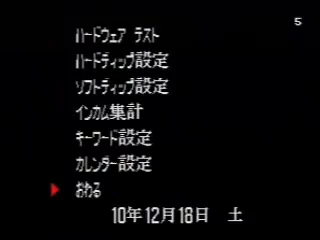 5
ハードウェア テスト
ハードディップ設定
ソフトディップ設定
インカム集計
キーワード設定
カレンダー設定
おわる
10年12月18日 土